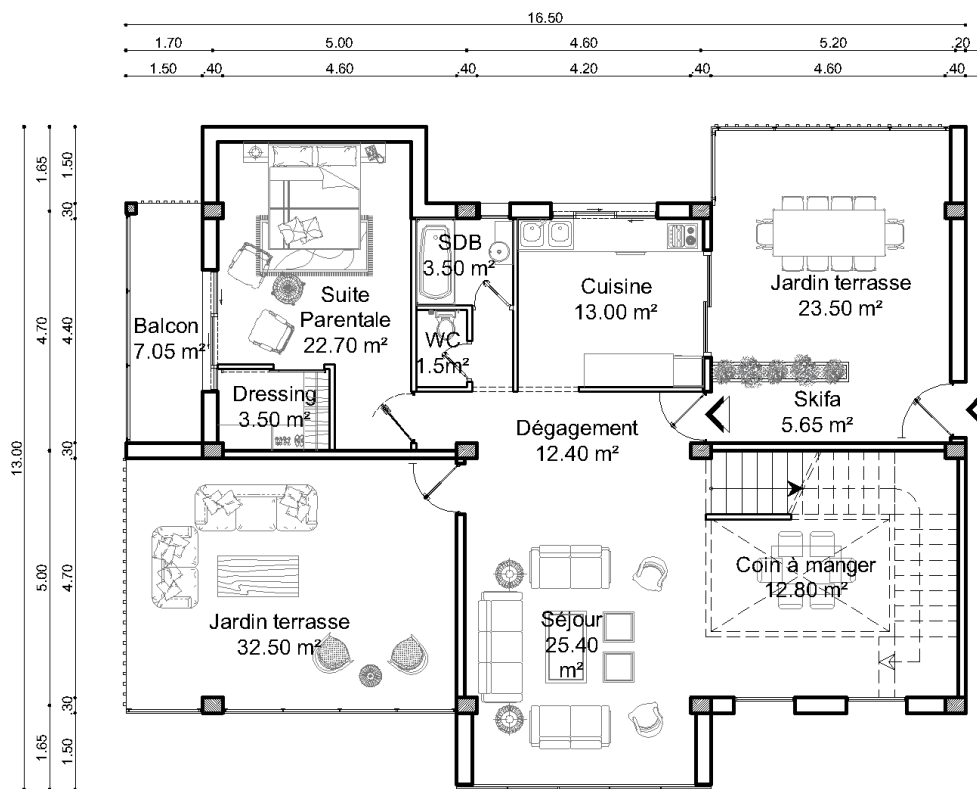 16.50
1.70 5.00 4.60 5.20 .20
1.50 .40 4.60 .40 4.20 .40 4.60 .40
1.65 1.50
.30
SDB
3.50 m²
Cuisine
13.00 m²
Jardin terrasse
23.50 m²
Suite
Parentale
22.70 m²
Balcon
7.05 m²
WC
1.5m²
4.70 4.40
Dressing
3.50 m²
Skifa
5.65 m²
Dégagement
12.40 m²
13.00
.30
Coin à manger
12.80 m²
5.00 4.70
Jardin terrasse
32.50 m²
Séjour
25.40
m²
.30
1.65 1.50